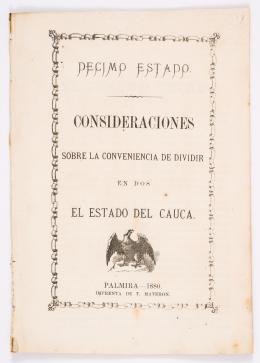 DECIMO ESTADO.
CONSIDERACIONES
SOBRE LA CONVENIENCIA DE DIVIDIR
EN DOS
EL ESTADO DEL CAUCA.
PALMIRA—1880.
IMPRENTA DE T. MATERON.